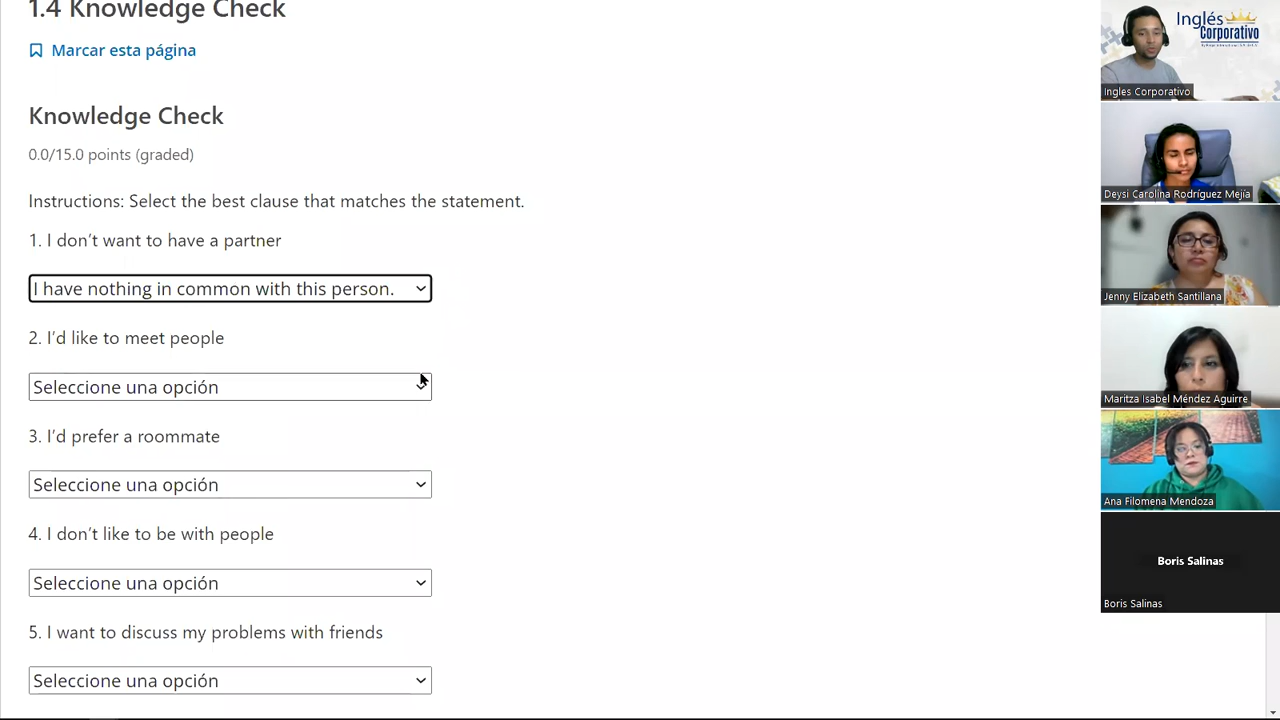 1.4 Knowledge Check
Marcar esta página
Knowledge Check
0.0/15.0 points (graded)
Instructions: Select the best clause that matches the statement.
1. I don’t want to have a partner
I have nothing in common with this person.
2. I’d like to meet people
Seleccione una opción
3. I’d prefer a roommate
Seleccione una opción
4. I don’t like to be with people
Seleccione una opción
5. I want to discuss my problems with friends
Seleccione una opción
Inglés
Corporativo
Ingles Corporativo
Deysi Carolina Rodríguez Mejía
Jenny Elizabeth Santillana
Maritza Isabel Méndez Aguirre
Ana Filomena Mendoza
Boris Salinas
Boris Salinas